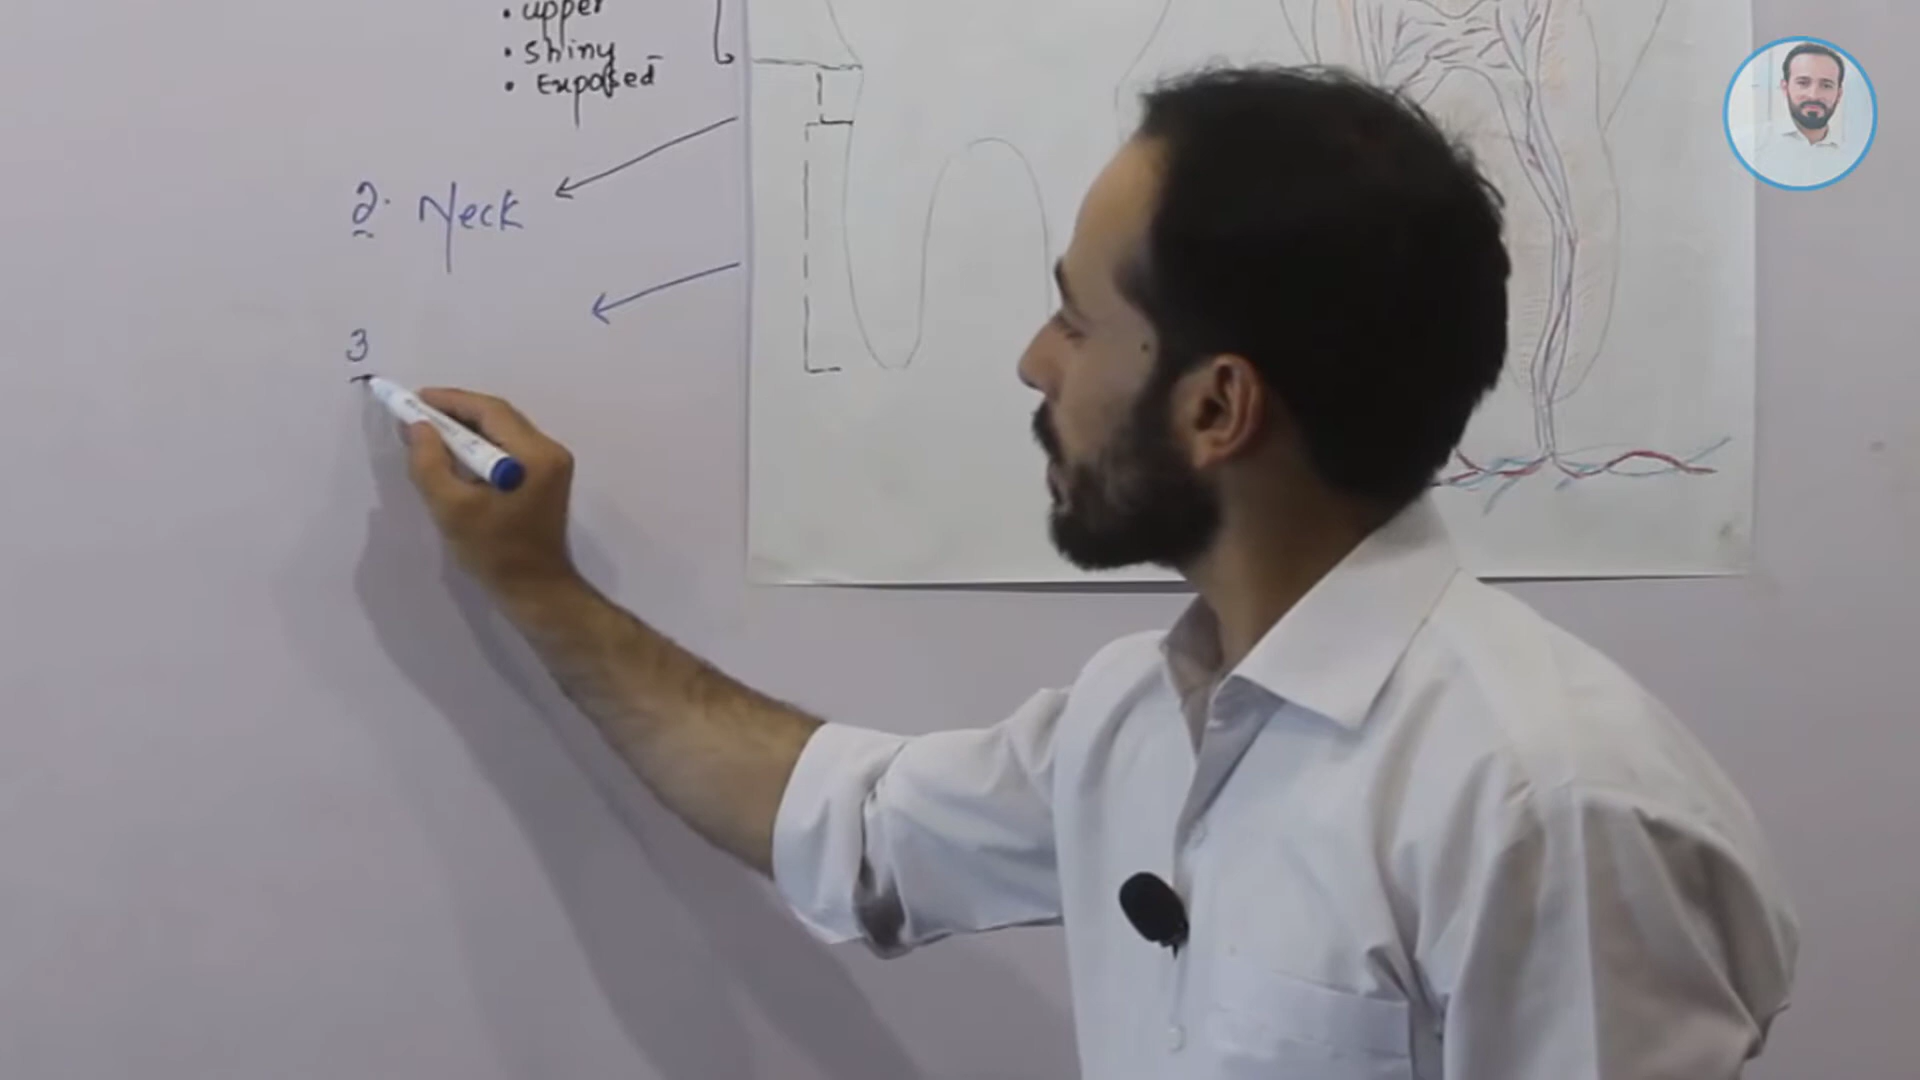 • upper
• Shiny
• Exposed
2. Neck
3